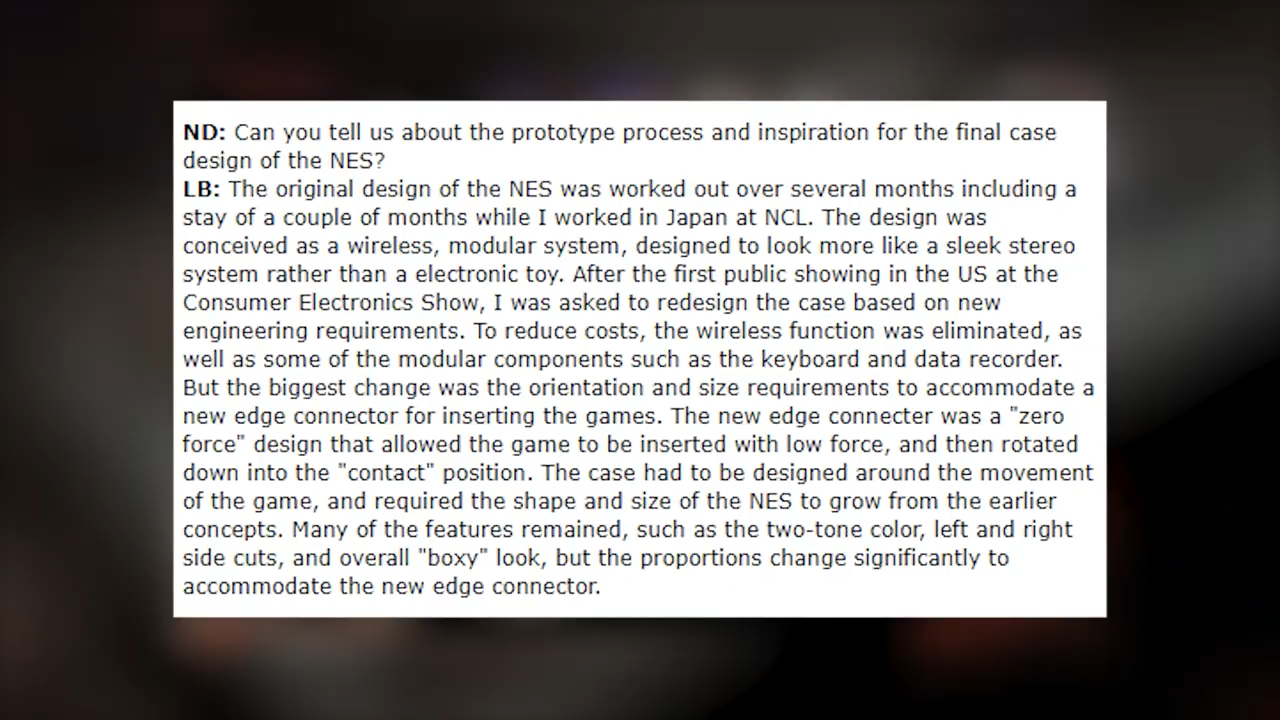 ND: Can you tell us about the prototype process and inspiration for the final case
design of the NES?
LB: The original design of the NES was worked out over several months including a
stay of a couple of months while I worked in Japan at NCL. The design was
conceived as a wireless, modular system, designed to look more like a sleek stereo
system rather than a electronic toy. After the first public showing in the US at the
Consumer Electronics Show, I was asked to redesign the case based on new
engineering requirements. To reduce costs, the wireless function was eliminated, as
well as some of the modular components such as the keyboard and data recorder.
But the biggest change was the orientation and size requirements to accommodate a
new edge connector for inserting the games. The new edge connecter was a "zero
force" design that allowed the game to be inserted with low force, and then rotated
down into the "contact" position. The case had to be designed around the movement
of the game, and required the shape and size of the NES to grow from the earlier
concepts. Many of the features remained, such as the two-tone color, left and right
side cuts, and overall "boxy" look, but the proportions change significantly to
accommodate the new edge connector.